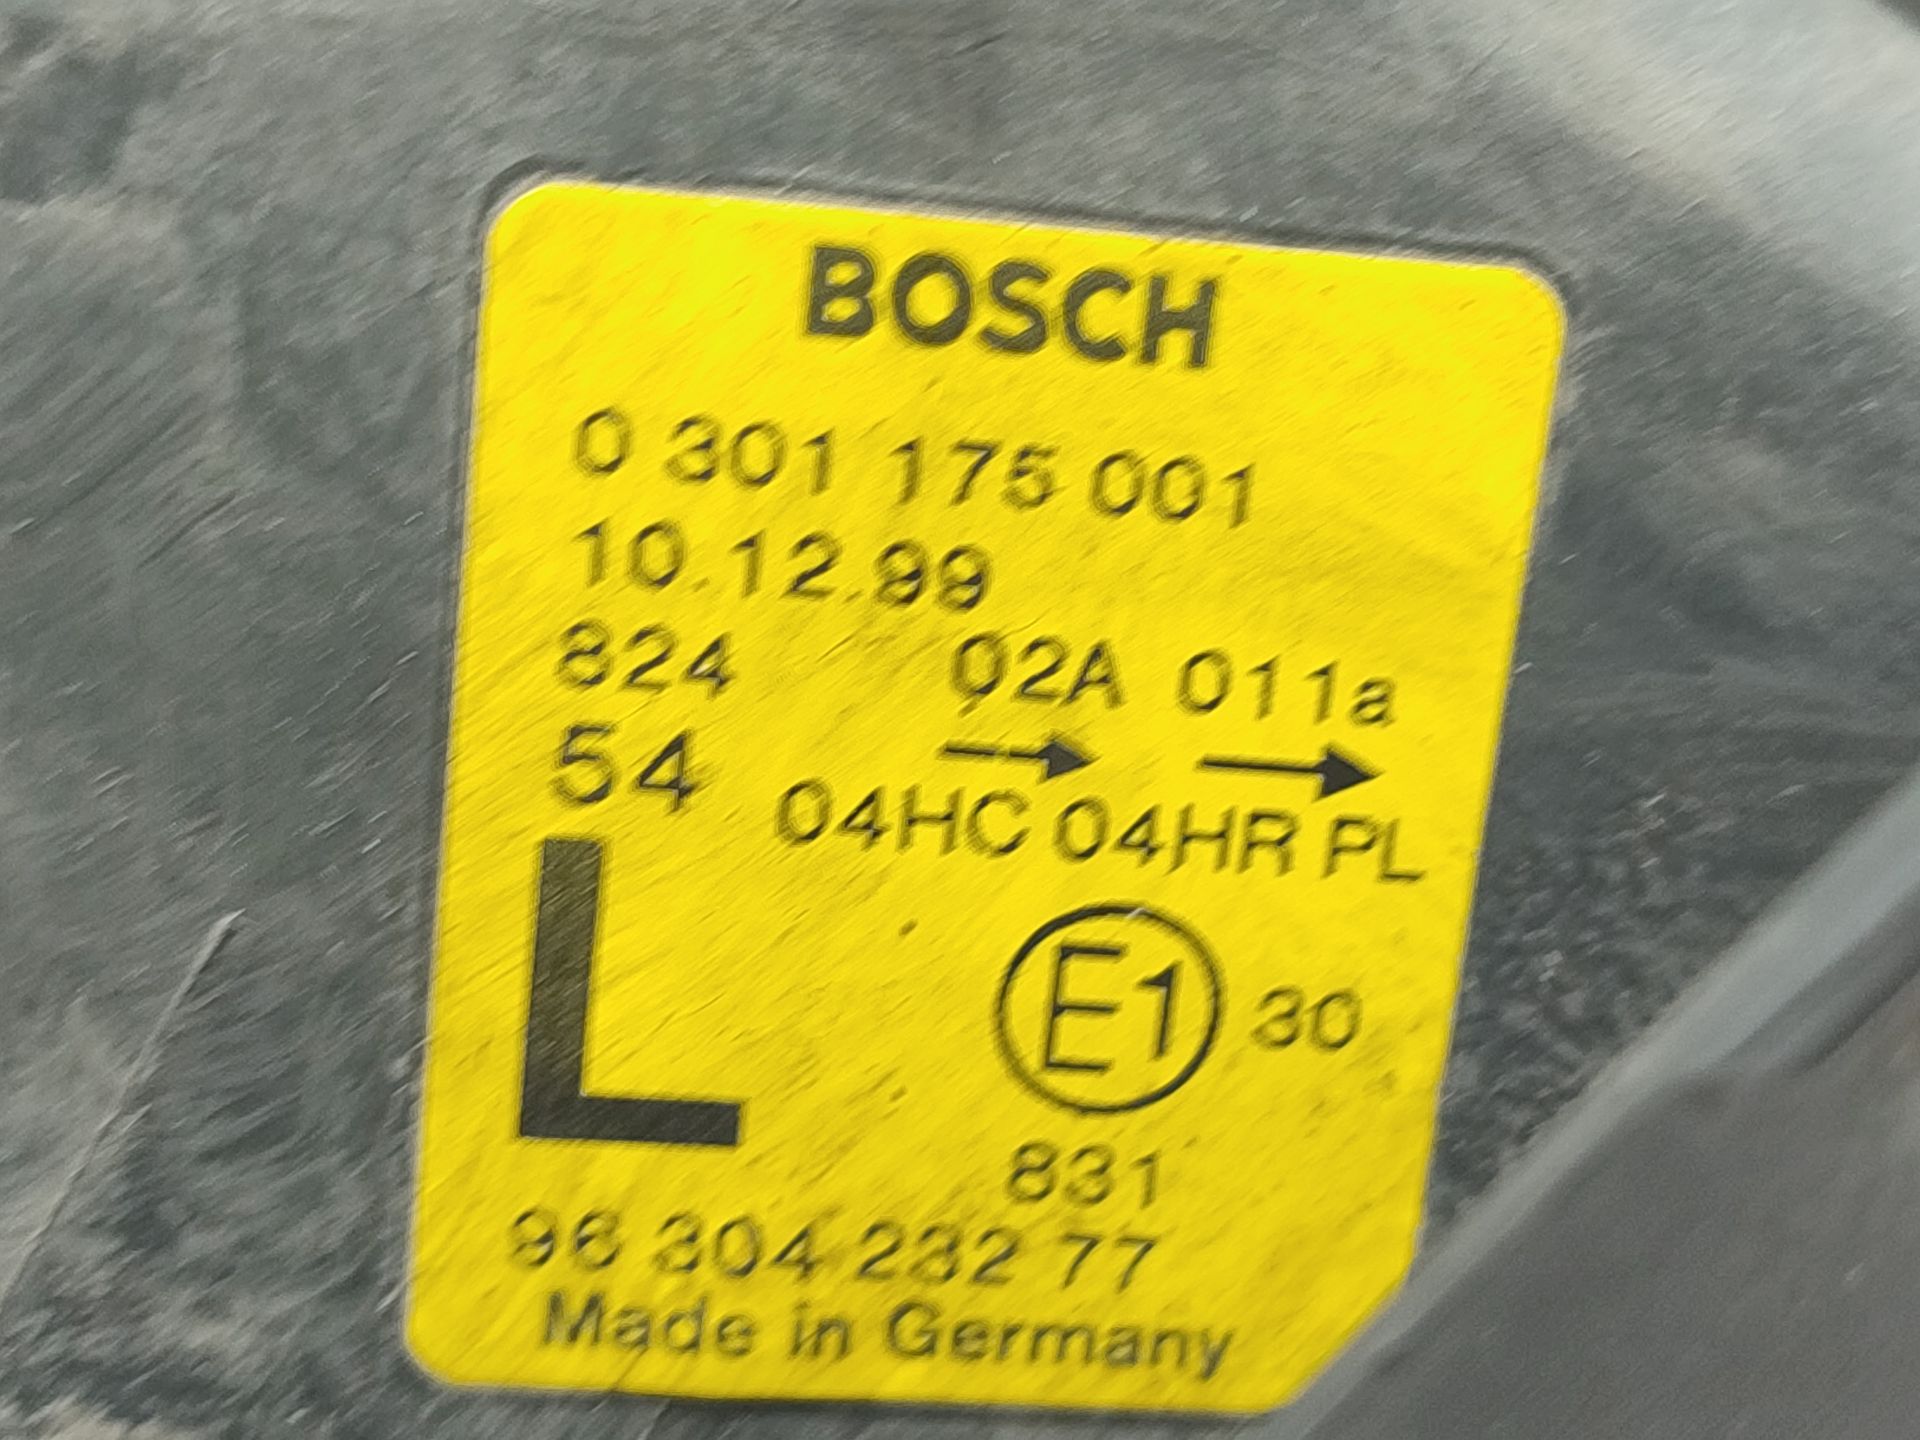 BOSCH
0 301 175 001
10.12.99
824 02A 011a
54 → →
04HC 04HR PL
L E1 30
831
96 304 232 77
Made in Germany